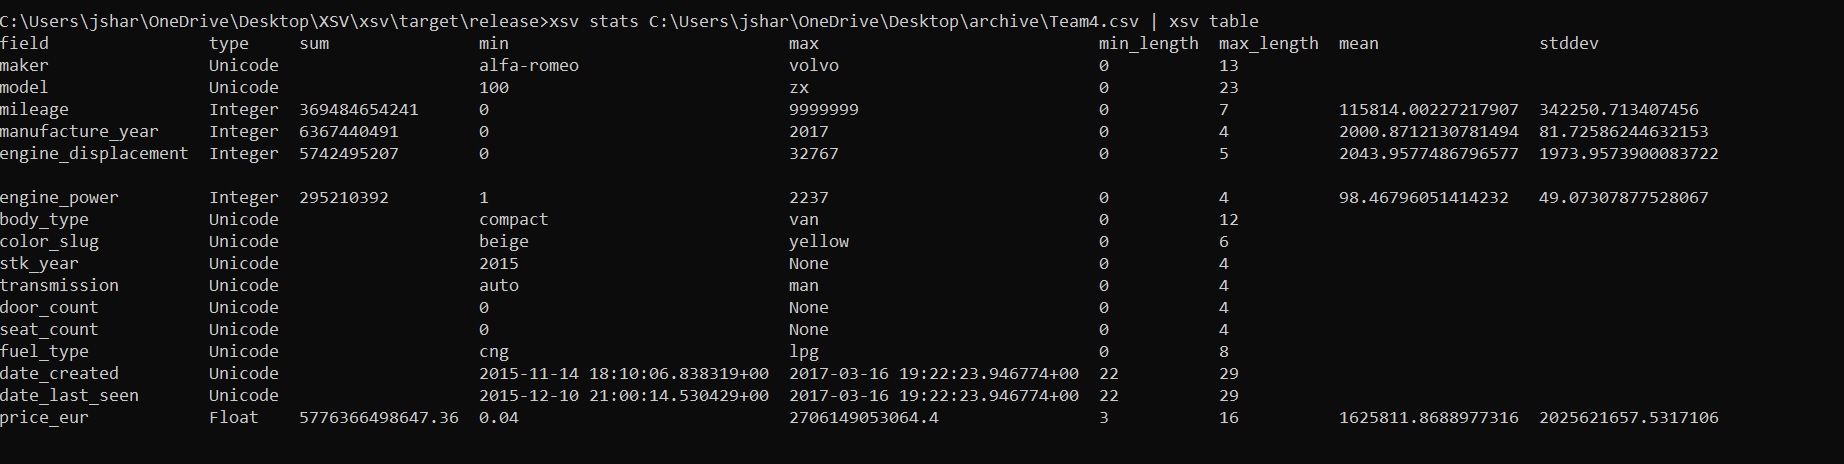 C:\Users\jshar\OneDrive\Desktop\XSV\xsv\target\release>xsv stats C:\Users\jshar\OneDrive\Desktop\archive\Team4.csv | xsv table
field type sum min max min_length max_length mean stddev
maker Unicode alfa-romeo volvo 0 13
model Unicode 100 zx 0 23
mileage Integer 369484654241 0 9999999 0 7 115814.00227217907 342250.713407456
manufacture_year Integer 6367440491 0 2017 0 4 2000.8712130781494 81.72586244632153
engine_displacement Integer 5742495207 0 32767 0 5 2043.9577486796577 1973.9573900083722
engine_power Integer 295210392 1 2237 0 4 98.46796051414232 49.07307877528067
body_type Unicode compact van 0 12
color_slug Unicode beige yellow 0 6
stk_year Unicode 2015 None 0 4
transmission Unicode auto man 0 4
door_count Unicode 0 None 0 4
seat_count Unicode 0 None 0 4
fuel_type Unicode cng lpg 0 8
date_created Unicode 2015-11-14 18:10:06.838319+00 2017-03-16 19:22:23.946774+00 22 29
date_last_seen Unicode 2015-12-10 21:00:14.530429+00 2017-03-16 19:22:23.946774+00 22 29
price_eur Float 5776366498647.36 0.04 2706149053064.4 3 16 1625811.8688977316 2025621657.5317106